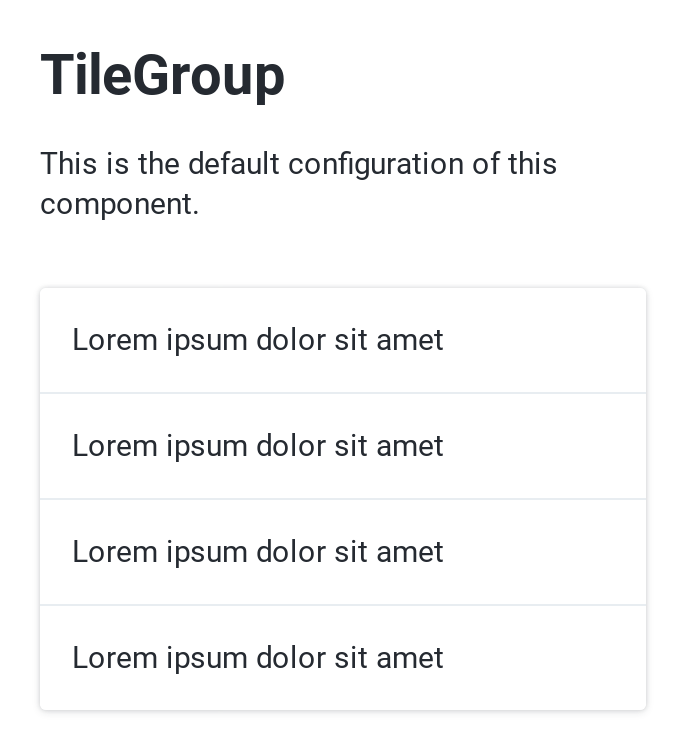 TileGroup
This is the default configuration of this
component.
Lorem ipsum dolor sit amet
Lorem ipsum dolor sit amet
Lorem ipsum dolor sit amet
Lorem ipsum dolor sit amet